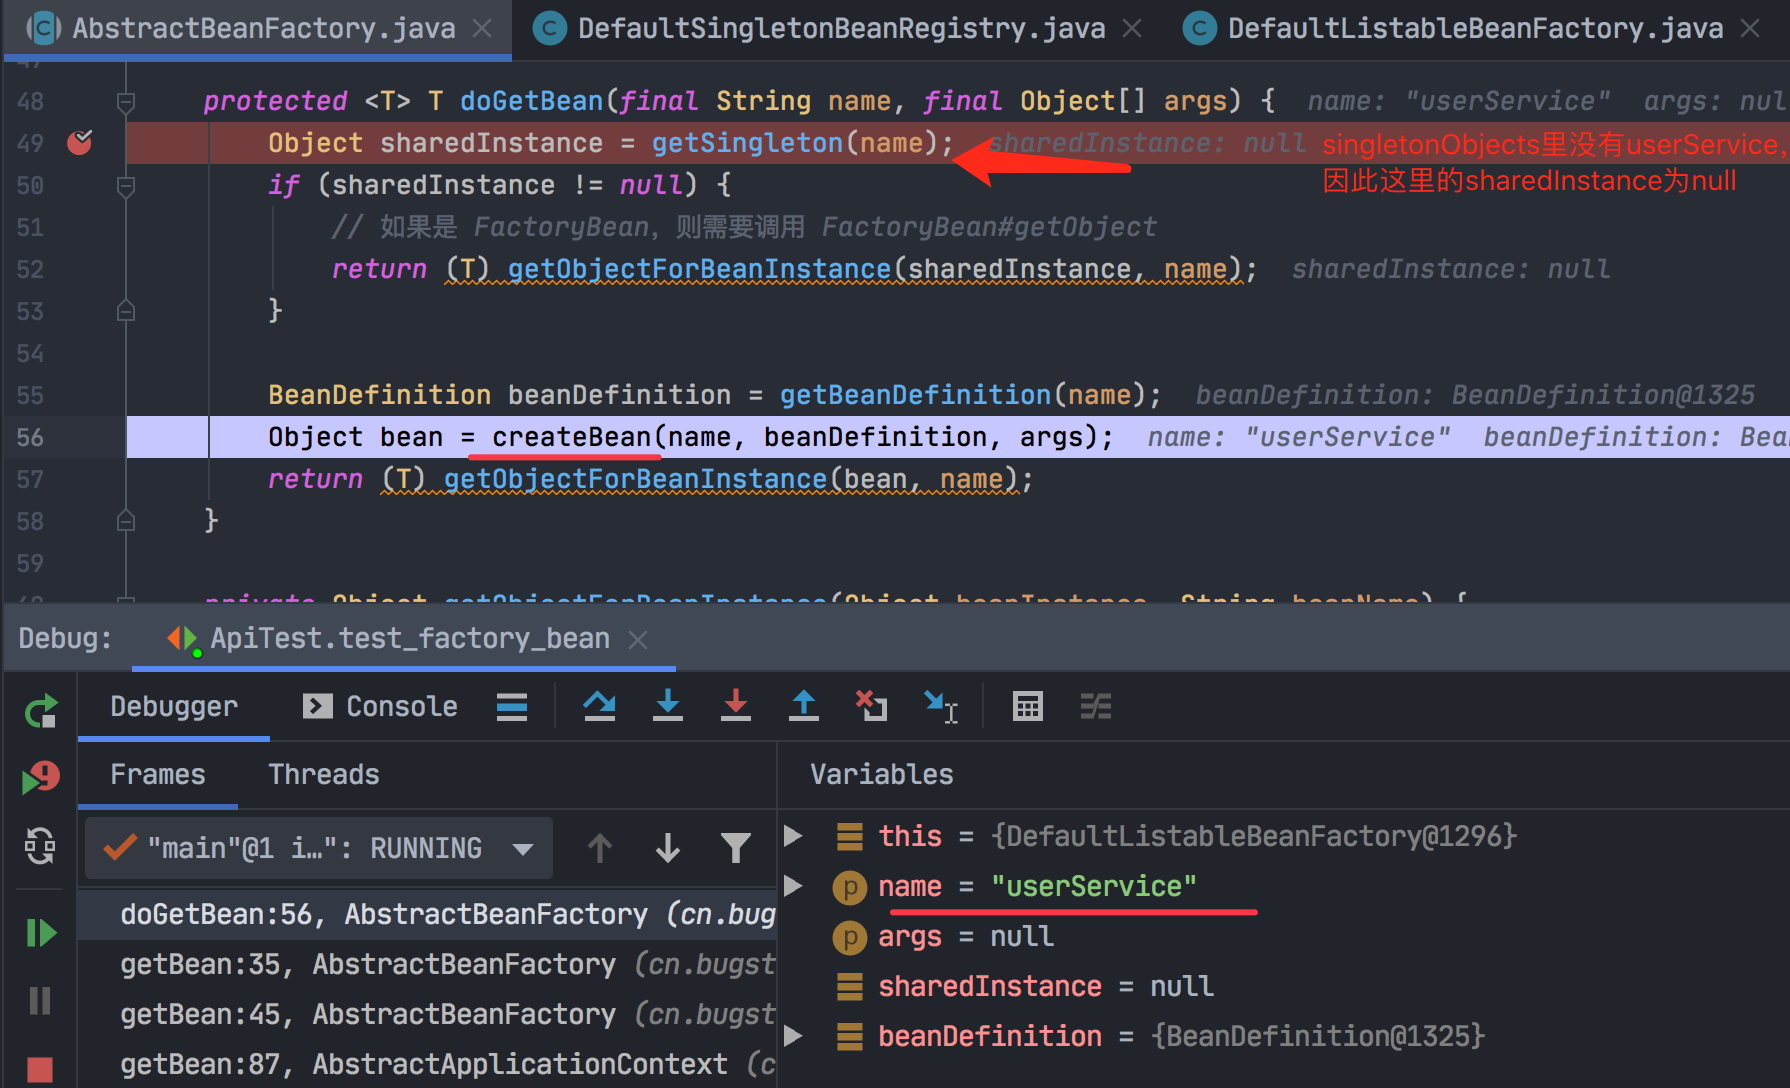 AbstractBeanFactory.java DefaultSingletonBeanRegistry.java DefaultListableBeanFactory.java
48 protected <T> T doGetBean(final String name, final Object[] args) { name: "userService" args: nul
49 Object sharedInstance = getSingleton(name); sharedInstance: null singletonObjects里没有userService,
因此这里的sharedInstance为null
50 if (sharedInstance != null) {
51 // 如果是 FactoryBean，则需要调用 FactoryBean#getObject
52 return (T) getObjectForBeanInstance(sharedInstance, name); sharedInstance: null
53 }
54
55 BeanDefinition beanDefinition = getBeanDefinition(name); beanDefinition: BeanDefinition@1325
56 Object bean = createBean(name, beanDefinition, args); name: "userService" beanDefinition: Bea
57 return (T) getObjectForBeanInstance(bean, name);
58 }
59
private Object getObjectForBeanInstance(Object beanInstance, String beanName) {
Debug: ApiTest.test_factory_bean
Debugger Console
Frames Threads Variables
"main"@1 i...": RUNNING
doGetBean:56, AbstractBeanFactory (cn.bugst
getBean:35, AbstractBeanFactory (cn.bugst
getBean:45, AbstractBeanFactory (cn.bugst
getBean:87, AbstractApplicationContext (c
this = {DefaultListableBeanFactory@1296}
name = "userService"
args = null
sharedInstance = null
beanDefinition = {BeanDefinition@1325}